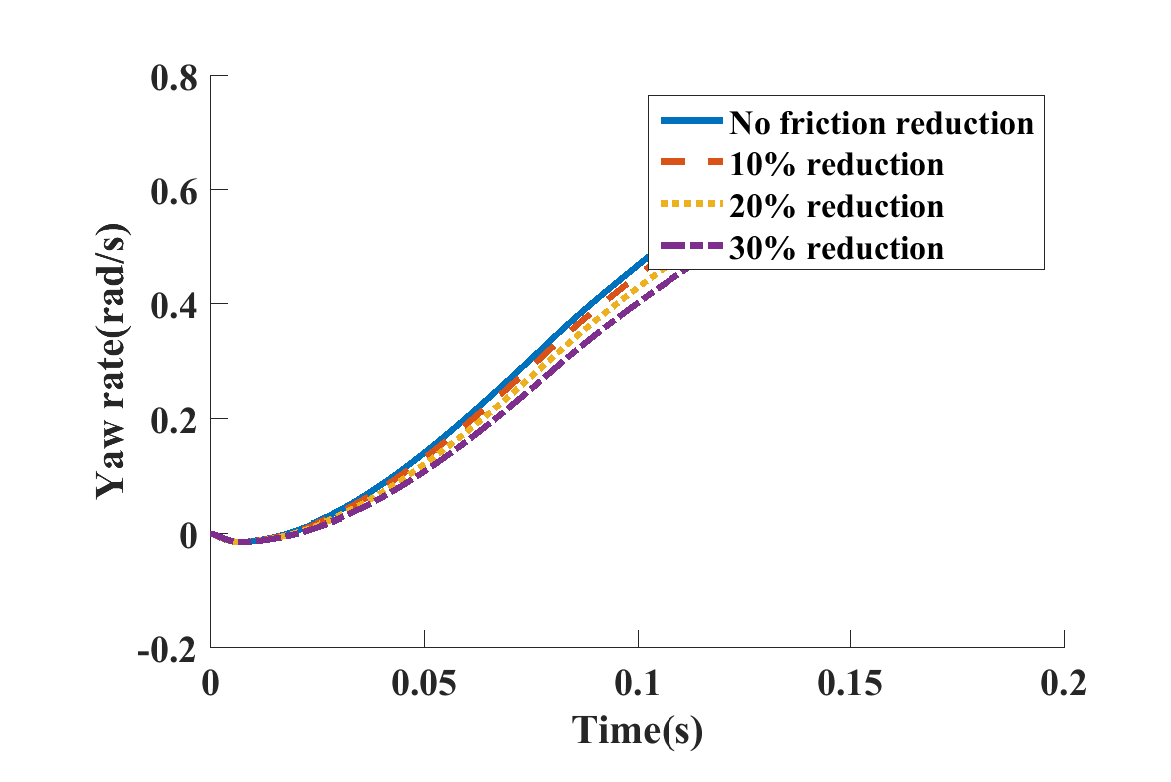 0.8
0.6
0.4
0.2
0
-0.2
0
0.05
0.1
0.15
0.2
Yaw rate(rad/s)
Time(s)
No friction reduction
10% reduction
20% reduction
30% reduction